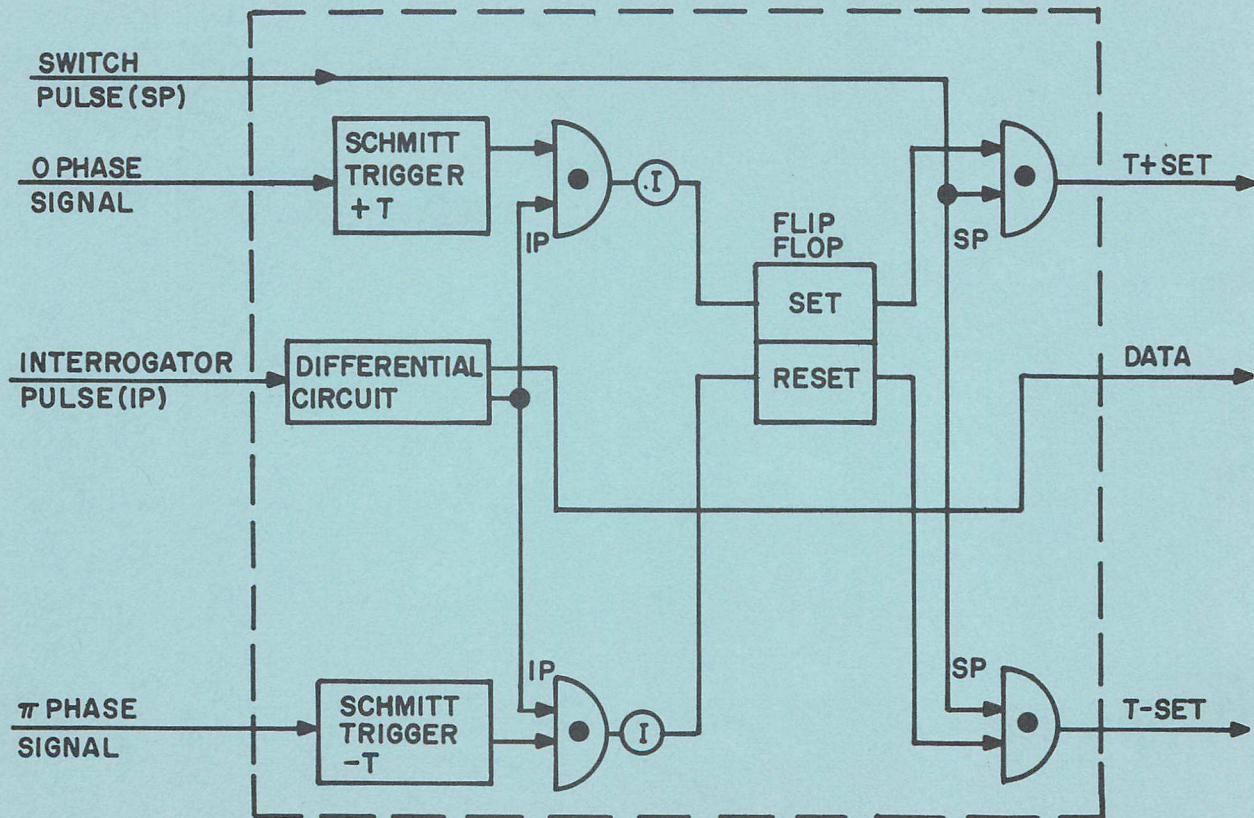 SWITCH
PULSE (SP)
O PHASE
SIGNAL
SCHMITT
TRIGGER
+ T
IP
.I
FLIP
FLOP
SET
RESET
SP
T+SET
INTERROGATOR
PULSE (IP)
DIFFERENTIAL
CIRCUIT
DATA
π PHASE
SIGNAL
SCHMITT
TRIGGER
-T
IP
I
SP
T-SET